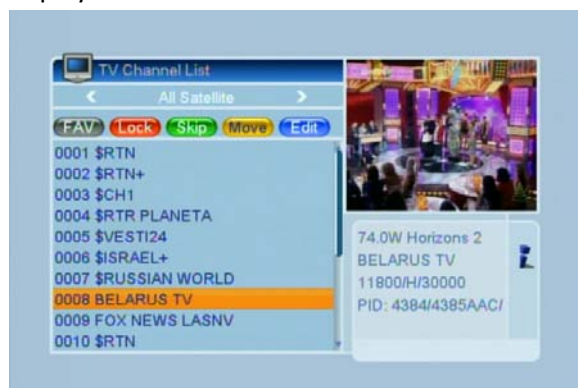 TV Channel List
All Satellite
FAV Lock Skip Move Edit
0001 $RTN
0002 $RTN+
0003 $CH1
0004 $RTR PLANETA
0005 $VESTI24
0006 $ISRAEL+
0007 $RUSSIAN WORLD
0008 BELARUS TV
0009 FOX NEWS LASNV
0010 $RTN
74.0W Horizons 2
BELARUS TV
11800/H/30000
PID: 4384/4385AAC/